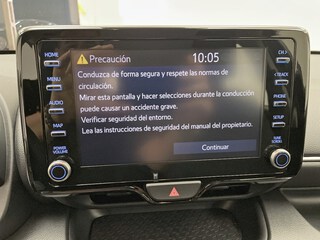 HOME
MENU
AUDIO
MAP
POWER
VOLUME
Precaución
10:05
Conduzca de forma segura y respete las normas de
circulación.
Mirar esta pantalla y hacer selecciones durante la conducción
puede causar un accidente grave.
Verificar seguridad del entorno.
Lea las instrucciones de seguridad del manual del propietario.
Continuar
CH >
< TRACK
PHONE
SETUP
TUNE
SCROLL